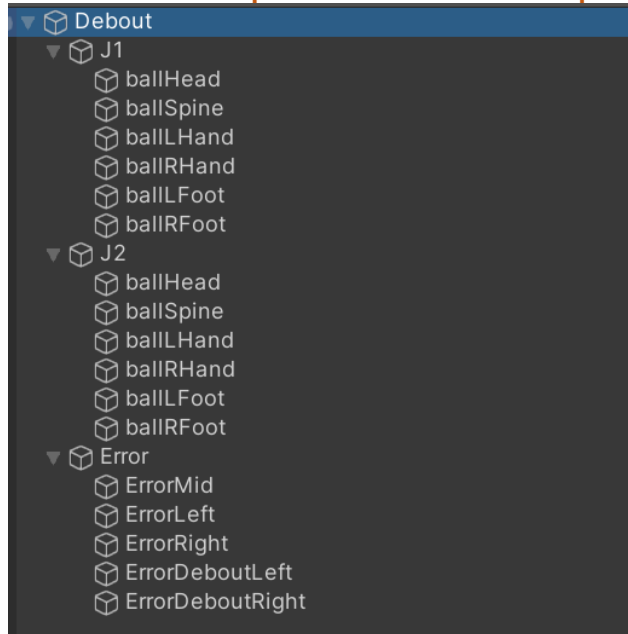 Debout
J1
ballHead
ballSpine
ballLHand
ballRHand
ballLFoot
ballRFoot
J2
ballHead
ballSpine
ballLHand
ballRHand
ballLFoot
ballRFoot
Error
ErrorMid
ErrorLeft
ErrorRight
ErrorDeboutLeft
ErrorDeboutRight